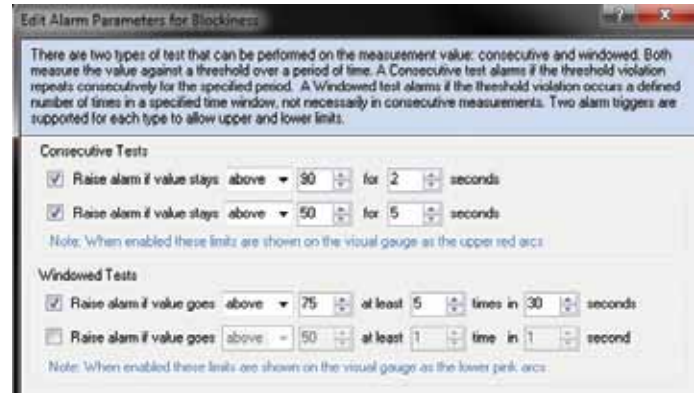 Edit Alarm Parameters for Blockiness
There are two types of test that can be performed on the measurement value: consecutive and windowed. Both
measure the value against a threshold over a period of time. A Consecutive test alarms if the threshold violation
repeats consecutively for the specified period. A Windowed test alarms if the threshold violation occurs a defined
number of times in a specified time window, not necessarily in consecutive measurements. Two alarm triggers are
supported for each type to allow upper and lower limits.
Consecutive Tests
Raise alarm if value stays above 90 for 2 seconds
Raise alarm if value stays above 50 for 5 seconds
Note: When enabled these limits are shown on the visual gauge as the upper red arcs
Windowed Tests
Raise alarm if value goes above 75 at least 5 times in 30 seconds
Raise alarm if value goes above 50 at least 1 time in 1 second
Note: When enabled these limits are shown on the visual gauge as the lower pink arcs